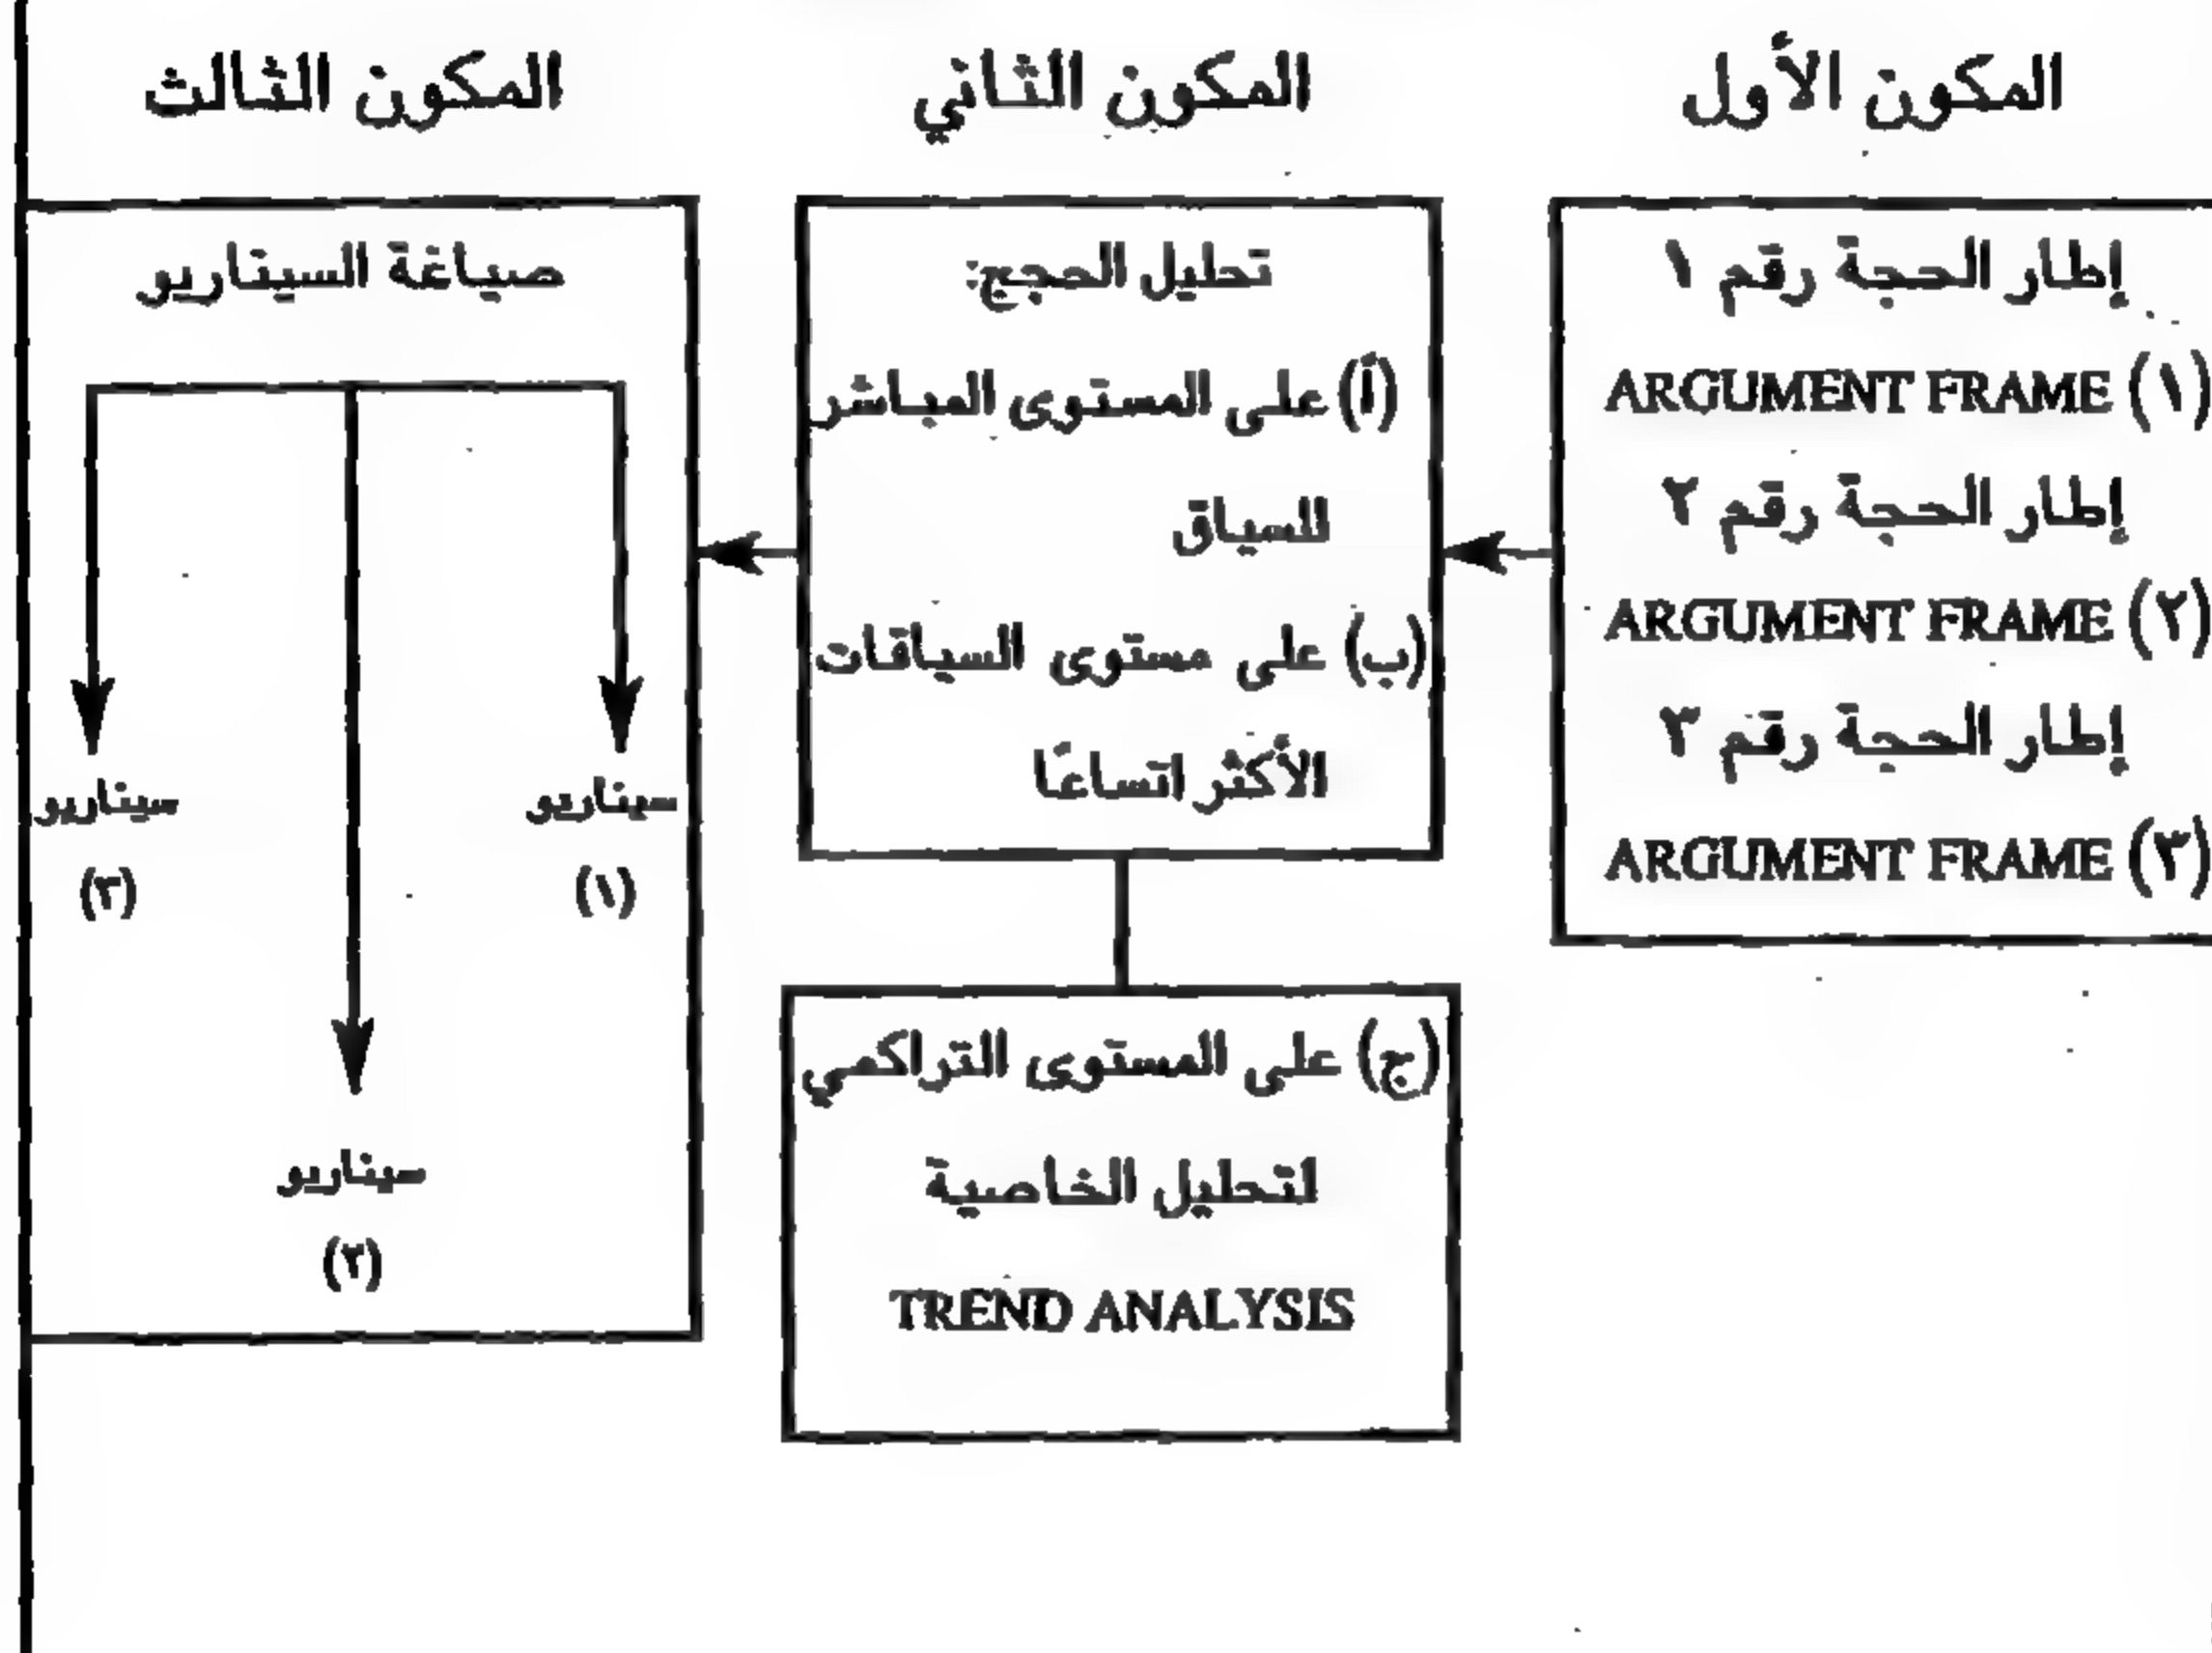 المكون الأول
إطار الحجة رقم ١
ARGUMENT FRAME (١)
إطار الحجة رقم ٢
ARGUMENT FRAME (٢)
إطار الحجة رقم ٣
ARGUMENT FRAME (٣)
المكون الثاني
تحليل الحجج:
(أ) على المستوى المباشر
للسياق
(ب) على مستوى السياقات
الأكثر اتساعًا
(ج) على المستوى التراكمي
لتحليل الخاصية
TREND ANALYSIS
المكون الثالث
صياغة السيناريو
سيناريو
(١)
سيناريو
(٢)
سيناريو
(٣)